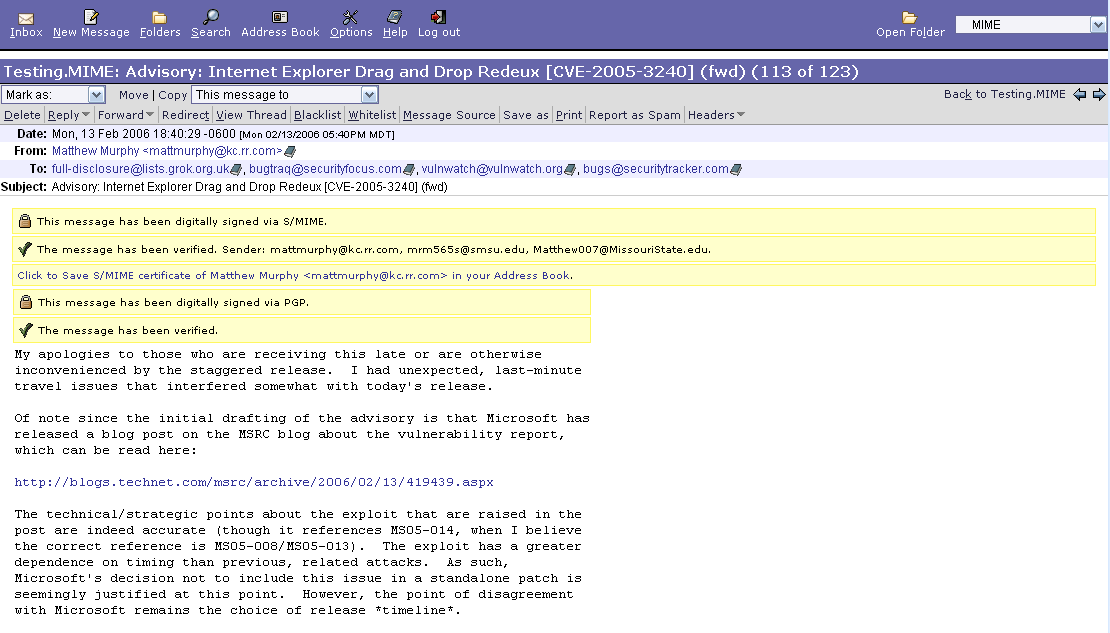 Inbox New Message Folders Search Address Book Options Help Log out Open Folder MIME
Testing.MIME: Advisory: Internet Explorer Drag and Drop Redeux [CVE-2005-3240] (fwd) (113 of 123)
Mark as: Move | Copy This message to Back to Testing.MIME
Delete Reply Forward Redirect View Thread Blacklist Whitelist Message Source Save as Print Report as Spam Headers
Date: Mon, 13 Feb 2006 18:40:29 -0600 [Mon 02/13/2006 05:40PM MDT]
From: Matthew Murphy <mattmurphy@kc.rr.com>
To: full-disclosure@lists.grok.org.uk, bugtraq@securityfocus.com, vulnwatch@vulnwatch.org, bugs@securitytracker.com
Subject: Advisory: Internet Explorer Drag and Drop Redeux [CVE-2005-3240] (fwd)
This message has been digitally signed via S/MIME.
The message has been verified. Sender: mattmurphy@kc.rr.com, mrm565s@smsu.edu, Matthew007@MissouriState.edu.
Click to Save S/MIME certificate of Matthew Murphy <mattmurphy@kc.rr.com> in your Address Book.
This message has been digitally signed via PGP.
The message has been verified.
My apologies to those who are receiving this late or are otherwise
inconvenienced by the staggered release.  I had unexpected, last-minute
travel issues that interfered somewhat with today's release.
Of note since the initial drafting of the advisory is that Microsoft has
released a blog post on the MSRC blog about the vulnerability report,
which can be read here:
http://blogs.technet.com/msrc/archive/2006/02/13/419439.aspx
The technical/strategic points about the exploit that are raised in the
post are indeed accurate (though it references MS05-014, when I believe
the correct reference is MS05-008/MS05-013).  The exploit has a greater
dependence on timing than previous, related attacks.  As such,
Microsoft's decision not to include this issue in a standalone patch is
seemingly justified at this point.  However, the point of disagreement
with Microsoft remains the choice of release *timeline*.